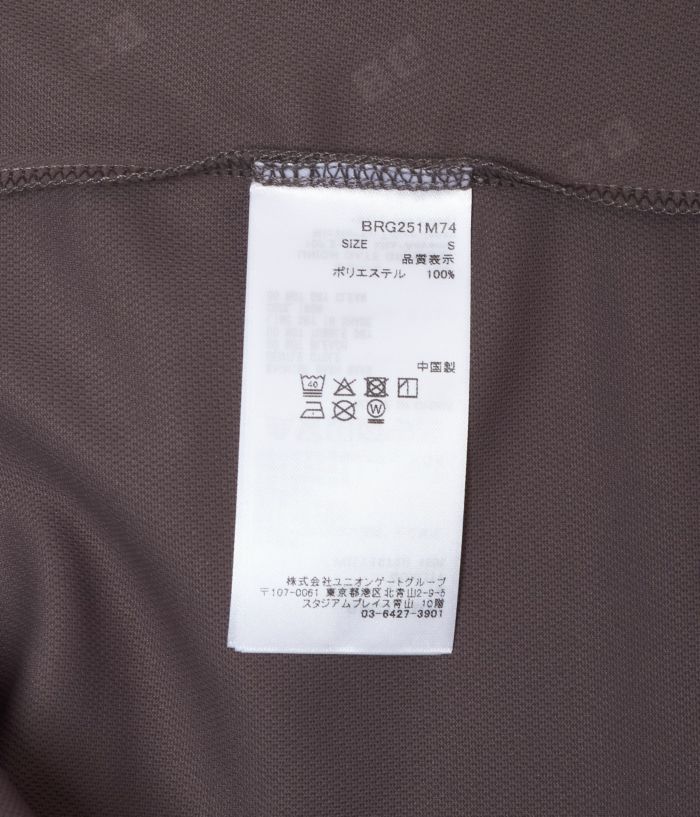 BRG251M74
SIZE S
品質表示
ポリエステル 100%
中国製
40
W
株式会社ユニオンゲートグループ
〒107-0061 東京都港区北青山2-9-5
スタジアムプレイス青山 10階
03-6427-3901